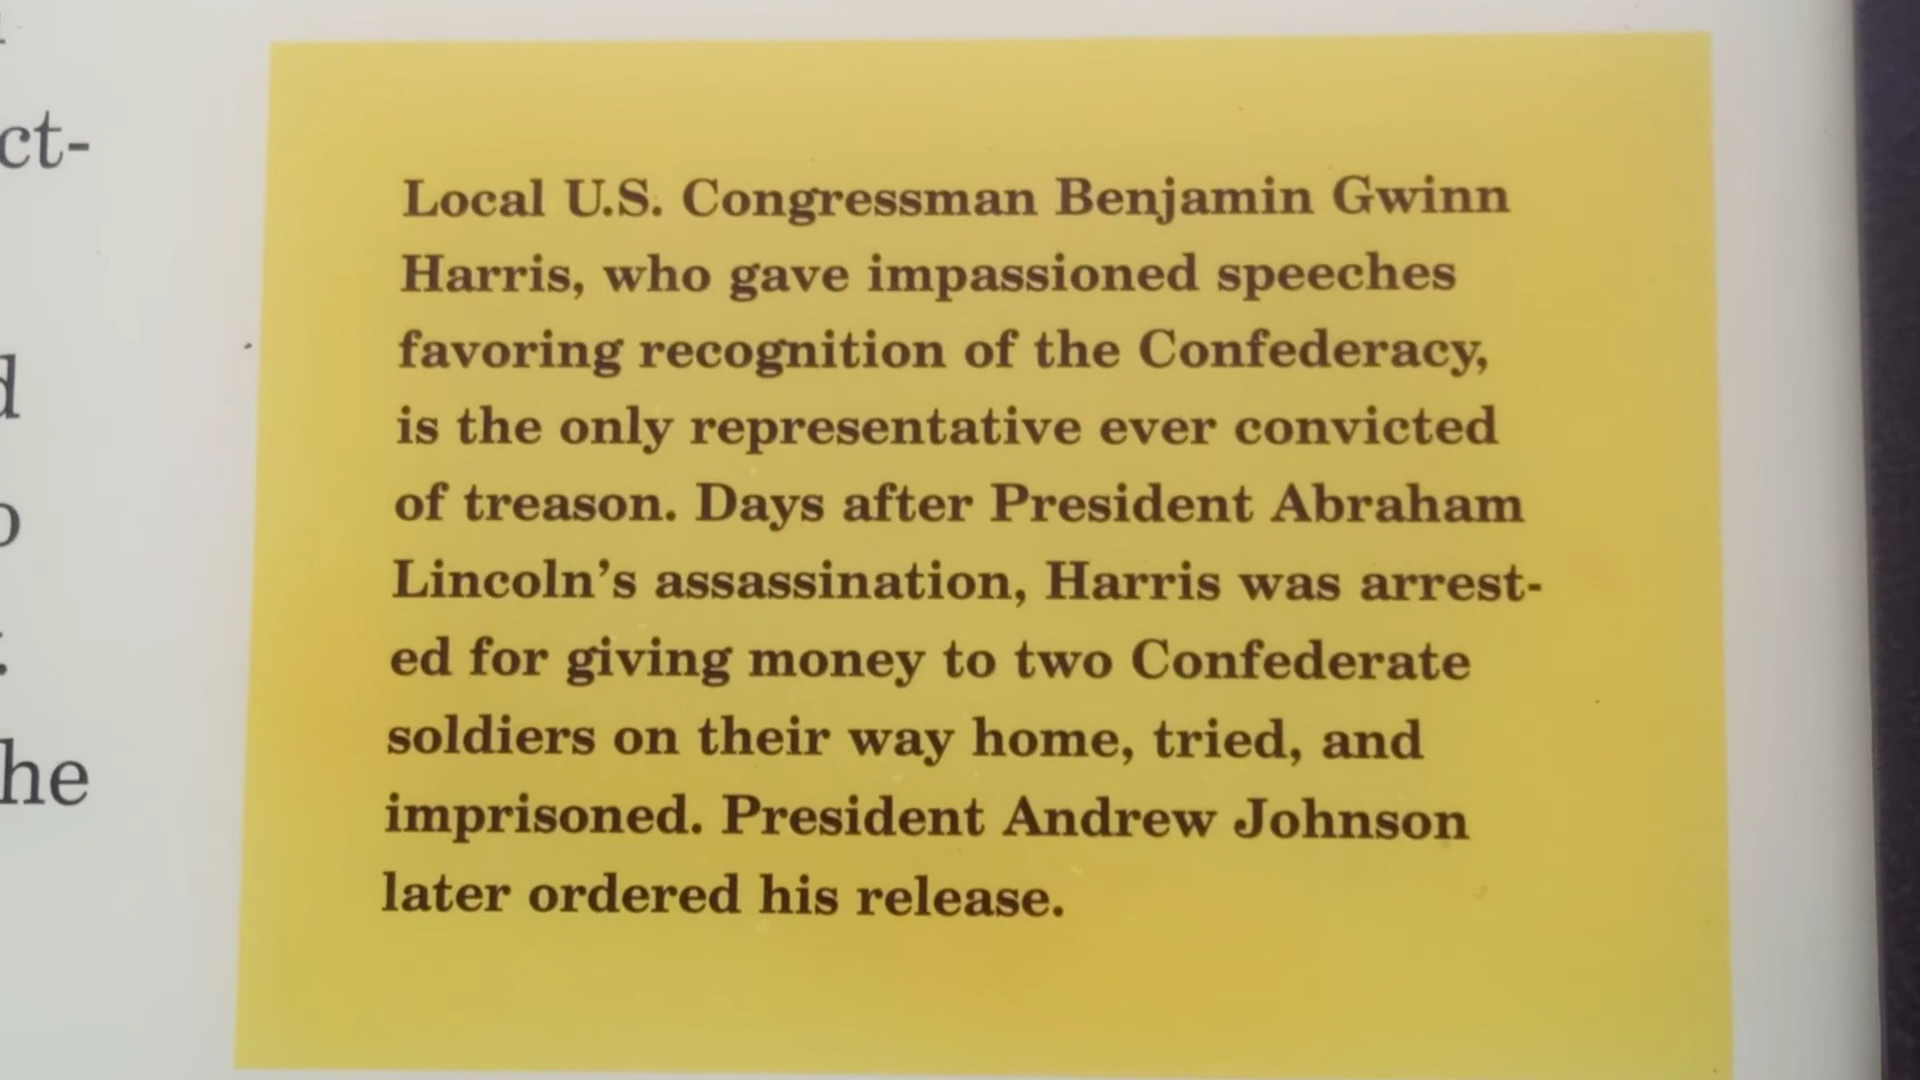 ct-
d
o
he
Local U.S. Congressman Benjamin Gwinn
Harris, who gave impassioned speeches
favoring recognition of the Confederacy,
is the only representative ever convicted
of treason. Days after President Abraham
Lincoln's assassination, Harris was arrest-
ed for giving money to two Confederate
soldiers on their way home, tried, and
imprisoned. President Andrew Johnson
later ordered his release.